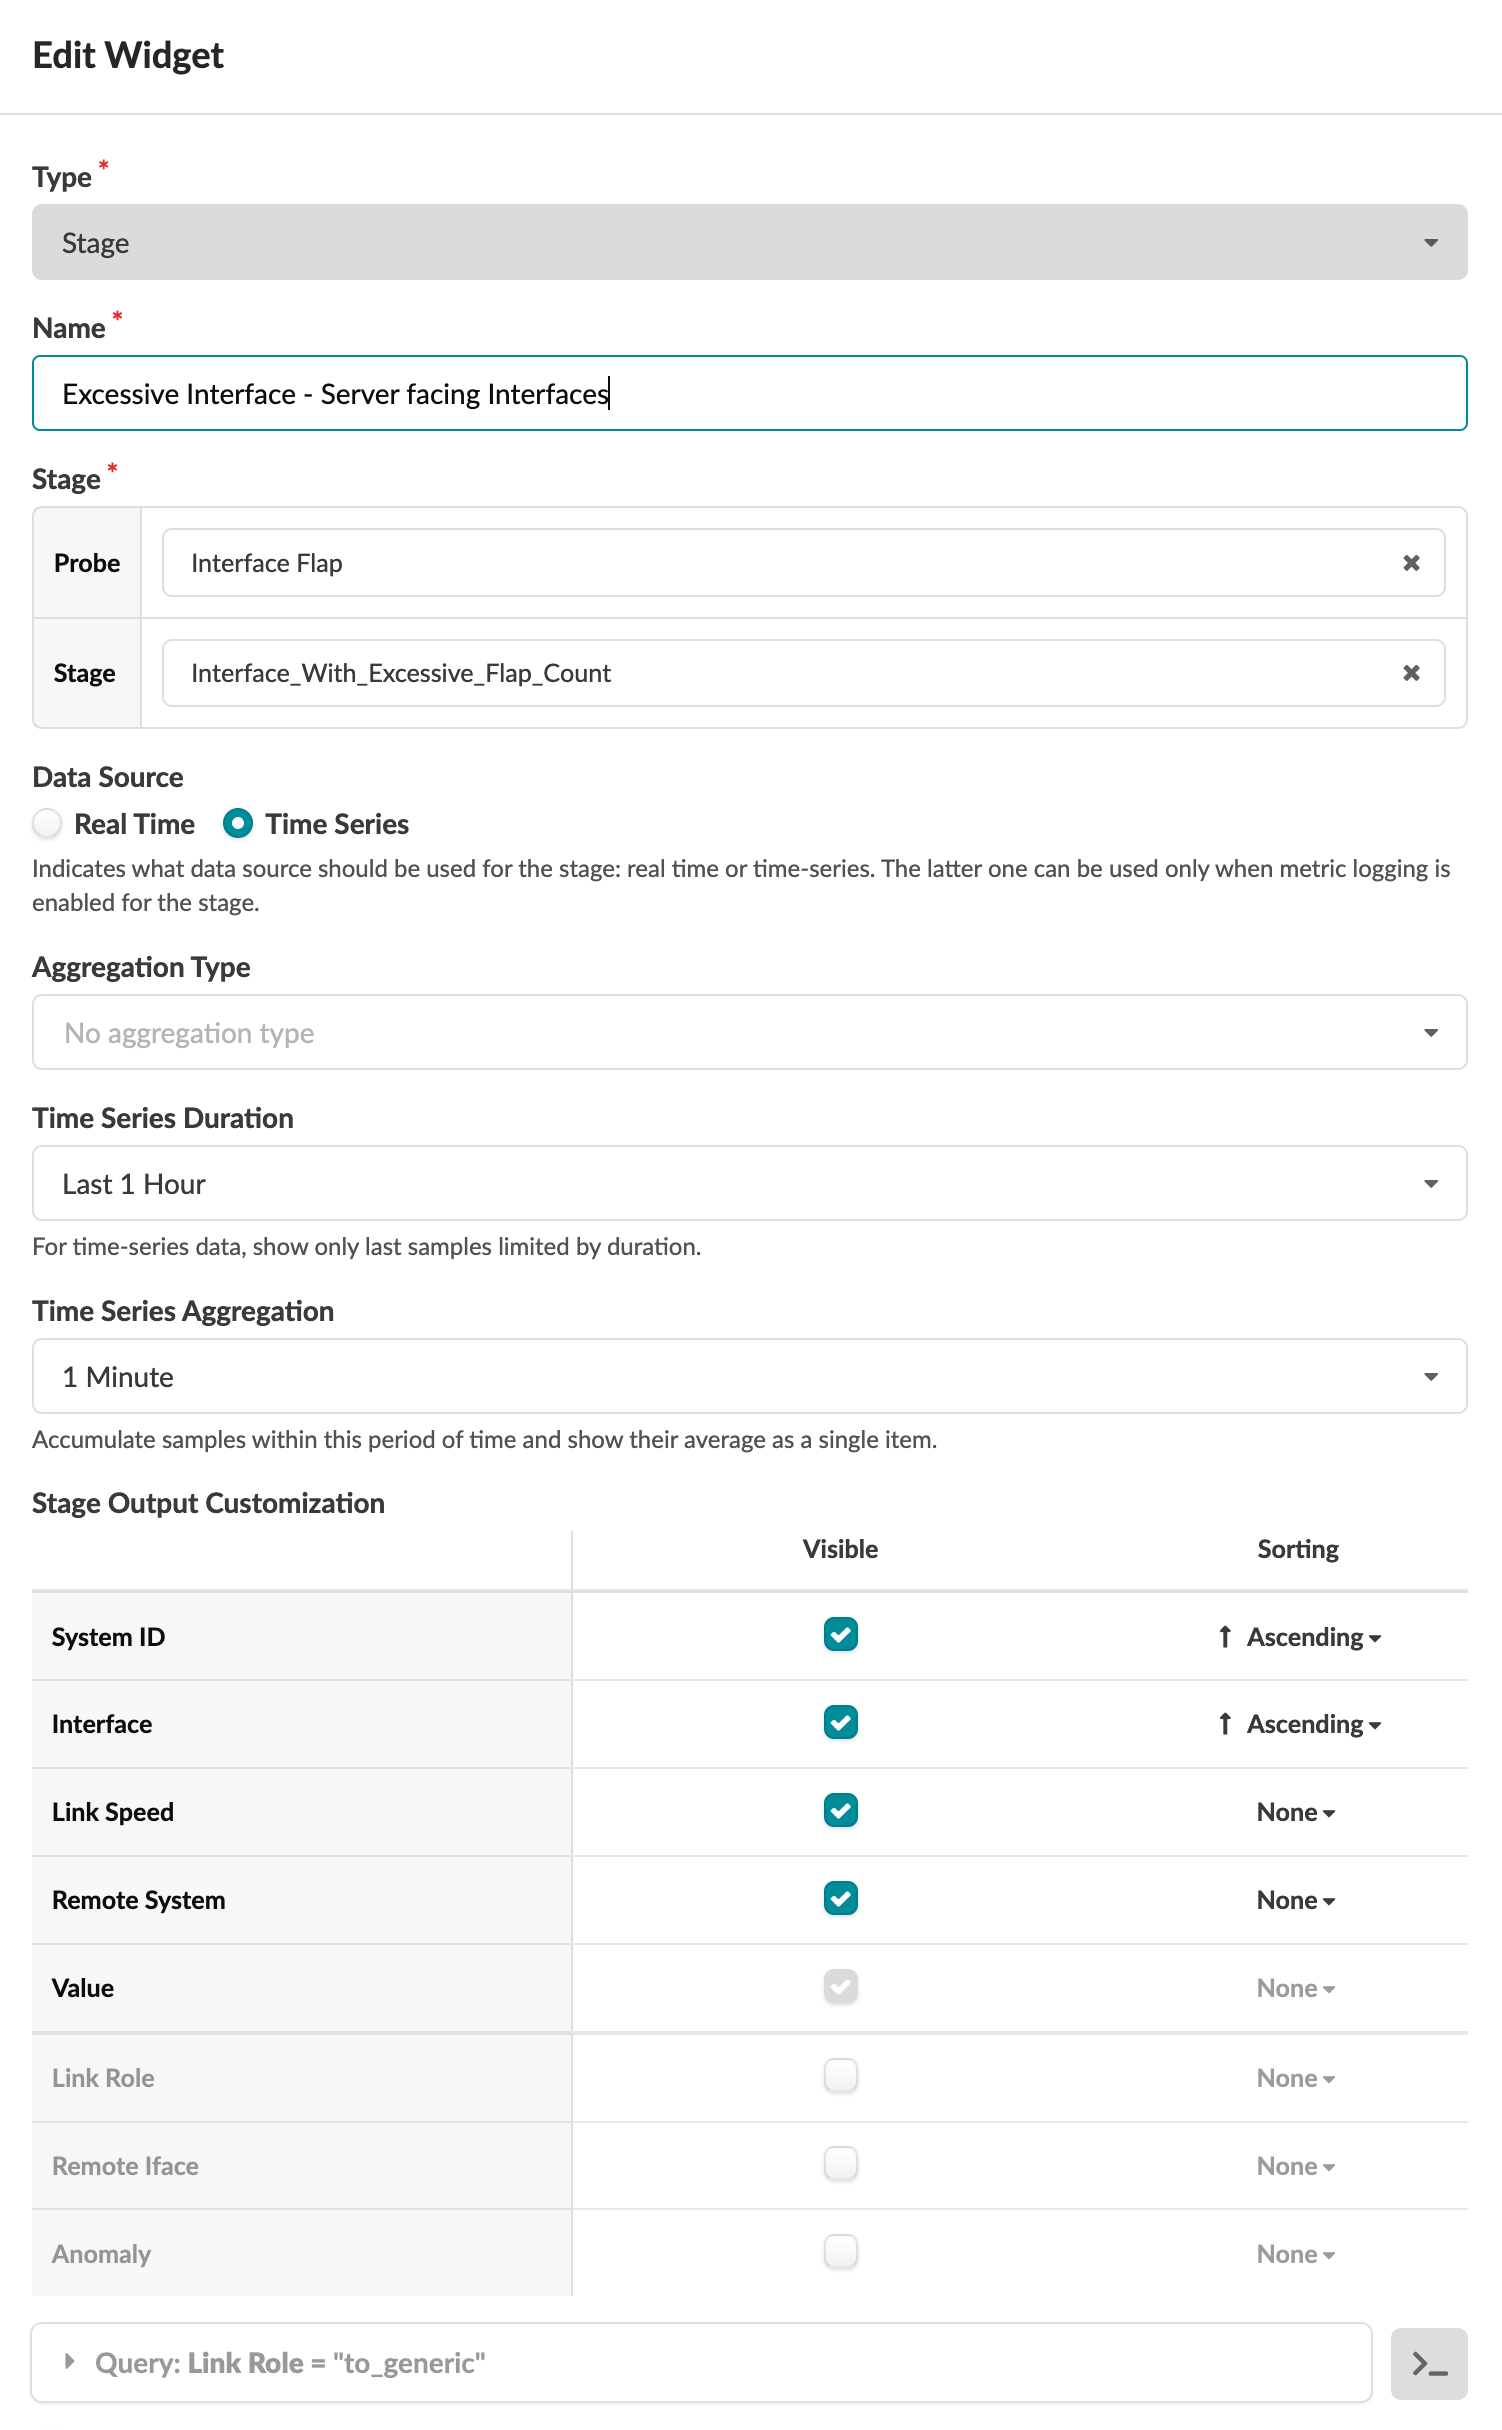 Edit Widget
Type *
Stage
Name *
Excessive Interface - Server facing Interfaces
Stage *
Probe
Interface Flap
Stage
Interface_With_Excessive_Flap_Count
Data Source
Real Time Time Series
Indicates what data source should be used for the stage: real time or time-series. The latter one can be used only when metric logging is
enabled for the stage.
Aggregation Type
No aggregation type
Time Series Duration
Last 1 Hour
For time-series data, show only last samples limited by duration.
Time Series Aggregation
1 Minute
Accumulate samples within this period of time and show their average as a single item.
Stage Output Customization
Visible Sorting
System ID Ascending
Interface Ascending
Link Speed None
Remote System None
Value None
Link Role None
Remote Iface None
Anomaly None
Query: Link Role = "to_generic"